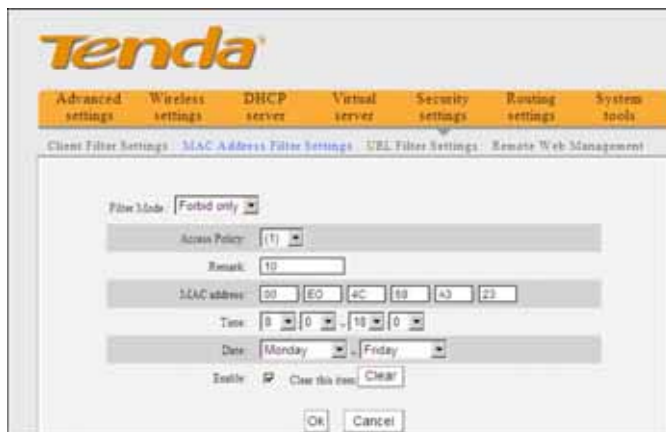 Tenda
Advanced settings Wireless settings DHCP server Virtual server Security settings Routing settings System tools
Client Filter Settings MAC Address Filter Settings URL Filter Settings Remote Web Management
Filter Mode: Forbid only
Access Policy: (1)
Remark: 10
MAC address: 00 : E0 : 4C : 69 : A3 : 23
Time: 8 : 0 ~ 18 : 0
Date: Monday ~ Friday
Enable: Clear this item: Clear
Ok Cancel